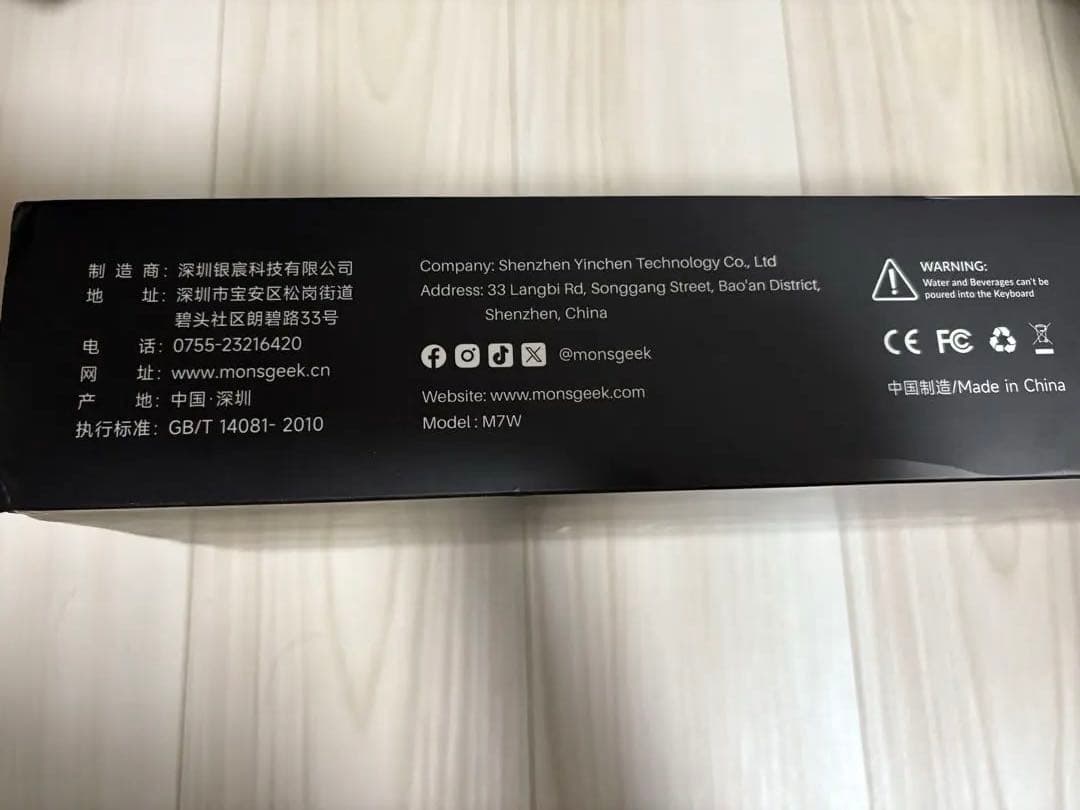 制造商：深圳银宸科技有限公司
地址：深圳市宝安区松岗街道
碧头社区朗碧路33号
电话：0755-23216420
网址：www.monsgeek.cn
产地：中国·深圳
执行标准：GB/T 14081- 2010
Company: Shenzhen Yinchen Technology Co., Ltd
Address: 33 Langbi Rd, Songgang Street, Bao'an District,
Shenzhen, China
@monsgeek
Website: www.monsgeek.com
Model : M7W
WARNING:
Water and Beverages can't be
poured into the Keyboard
CE FC
中国制造/Made in China